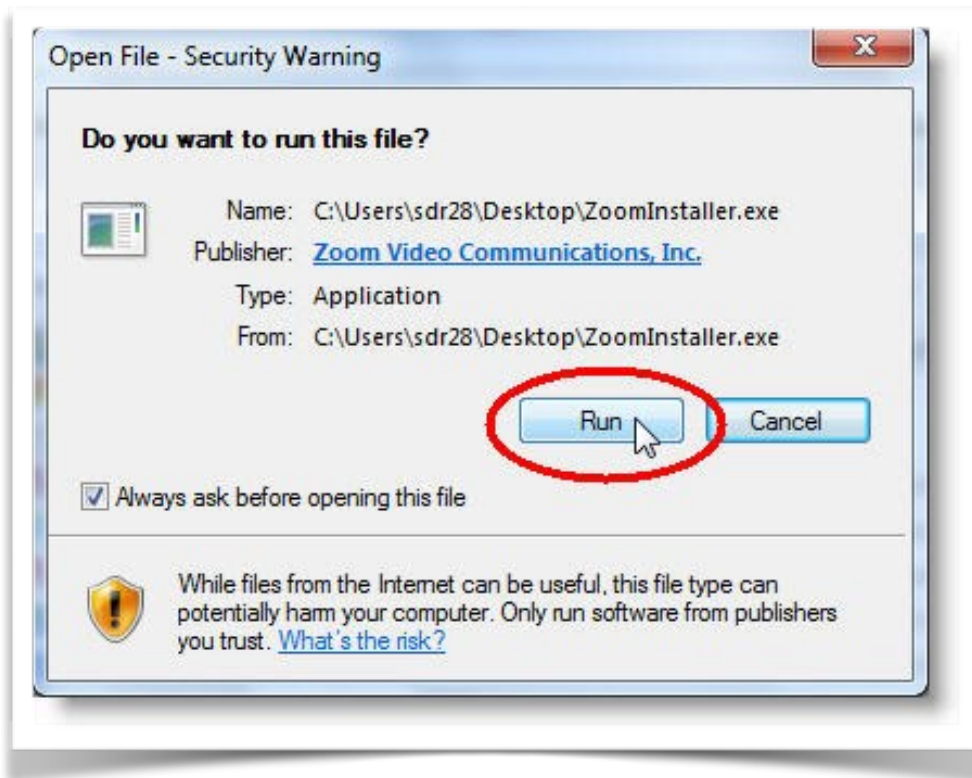 Open File - Security Warning
Do you want to run this file?
Name: C:\Users\sdr28\Desktop\ZoomInstaller.exe
Publisher: Zoom Video Communications, Inc.
Type: Application
From: C:\Users\sdr28\Desktop\ZoomInstaller.exe
Run Cancel
Always ask before opening this file
While files from the Internet can be useful, this file type can
potentially harm your computer. Only run software from publishers
you trust. What's the risk?